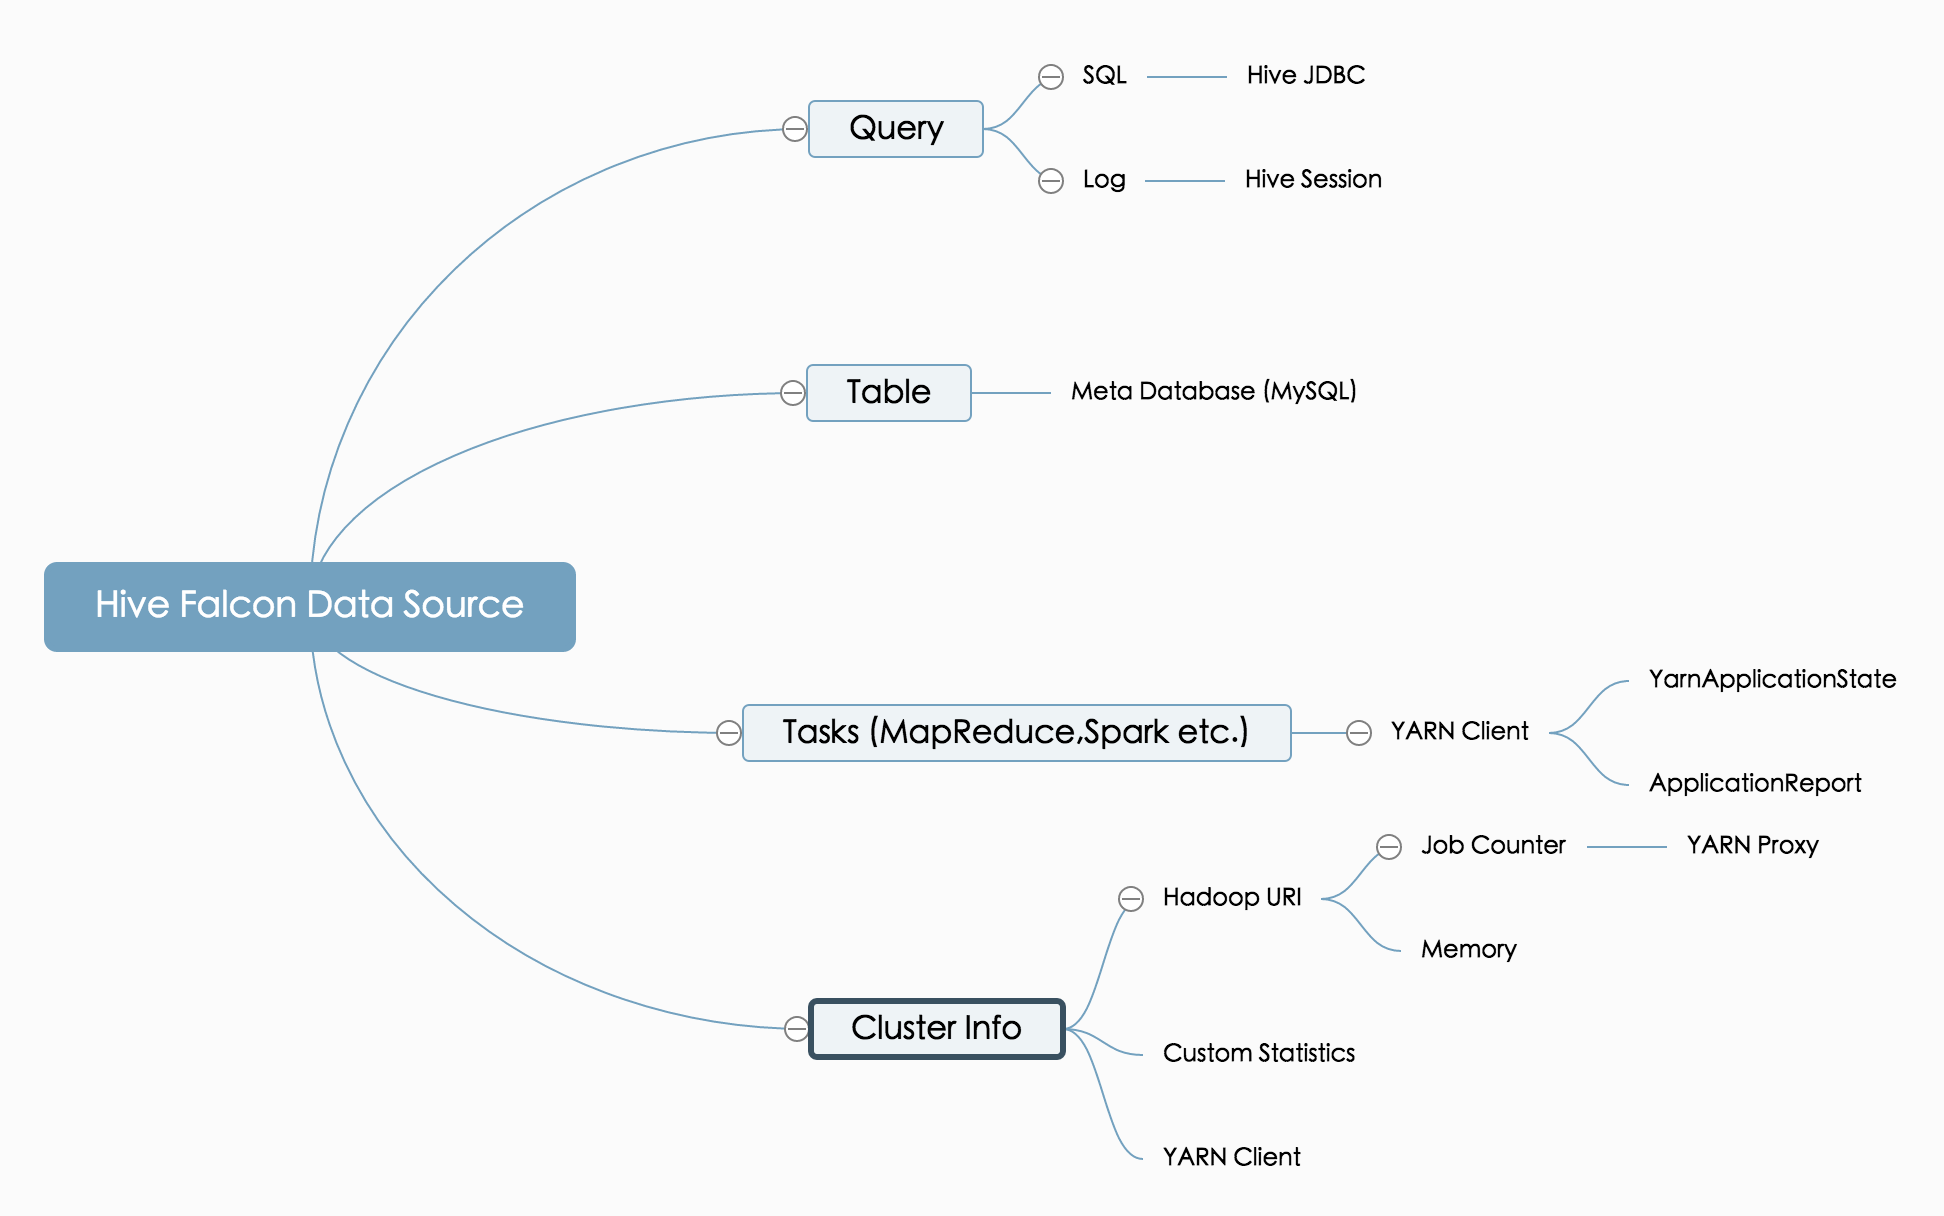 Hive Falcon Data Source
Query
SQL
Hive JDBC
Log
Hive Session
Table
Meta Database (MySQL)
Tasks (MapReduce,Spark etc.)
YARN Client
YarnApplicationState
ApplicationReport
Cluster Info
Hadoop URI
Job Counter
YARN Proxy
Memory
Custom Statistics
YARN Client